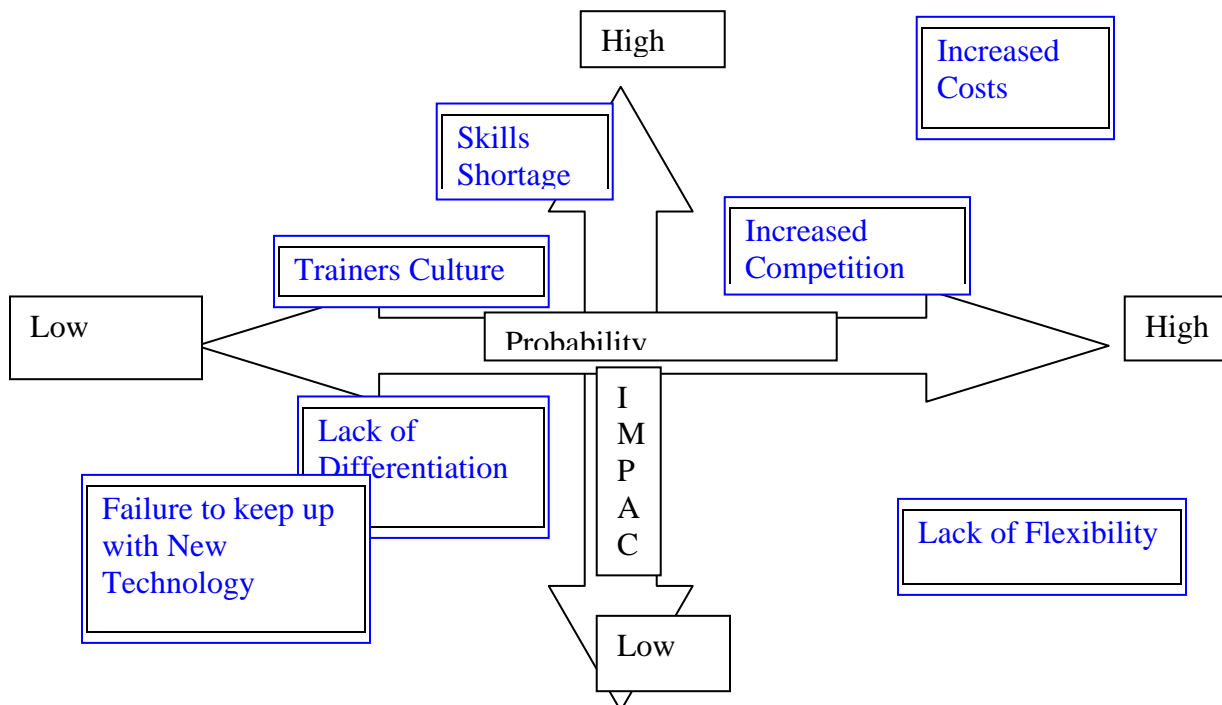 High
Increased
Costs
Skills
Shortage
Increased
Competition
Trainers Culture
Low
Probability
High
I
M
P
A
C
Lack of
Differentiation
Failure to keep up
with New
Technology
Lack of Flexibility
Low